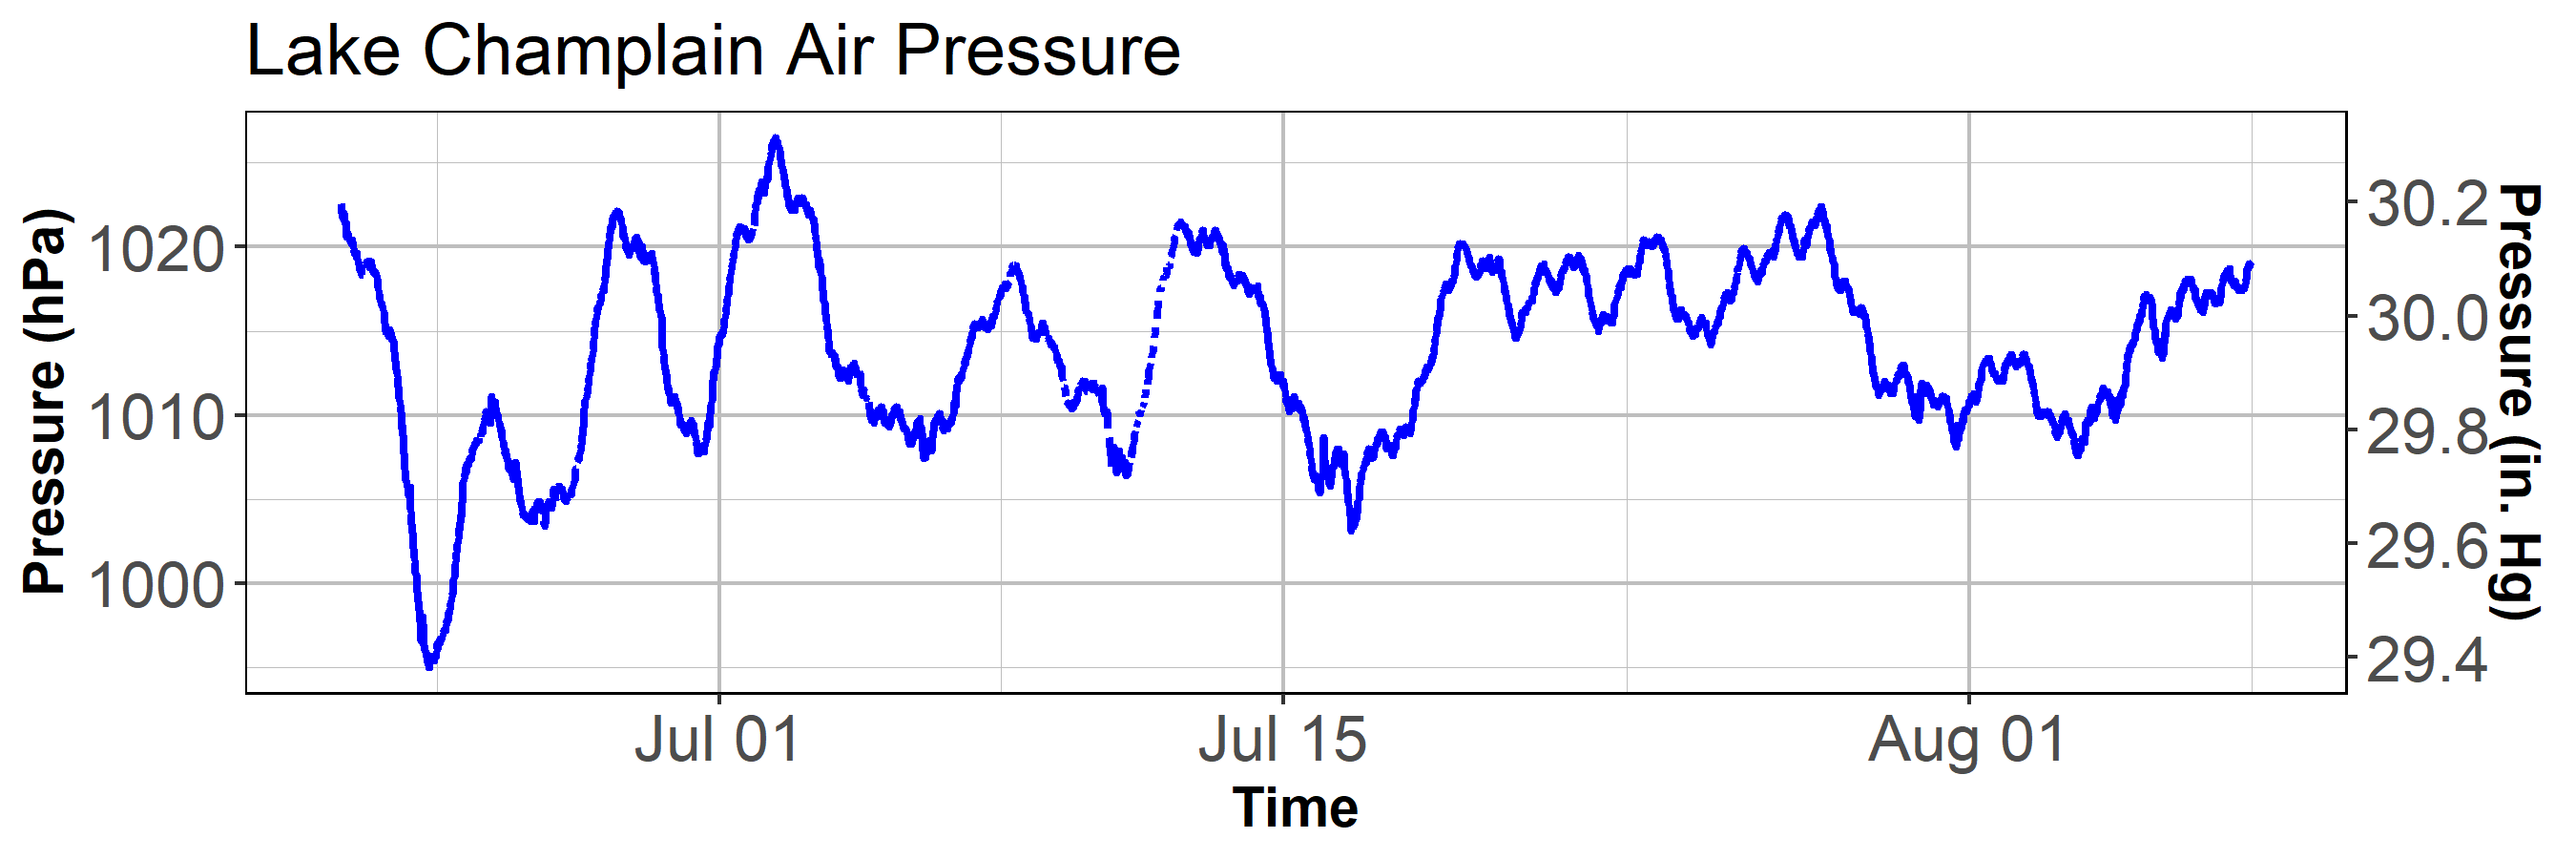 Lake Champlain Air Pressure
Pressure (hPa)
1020
1010
1000
30.2
30.0
29.8
29.6
29.4
Pressure (in. Hg)
Jul 01
Jul 15
Aug 01
Time